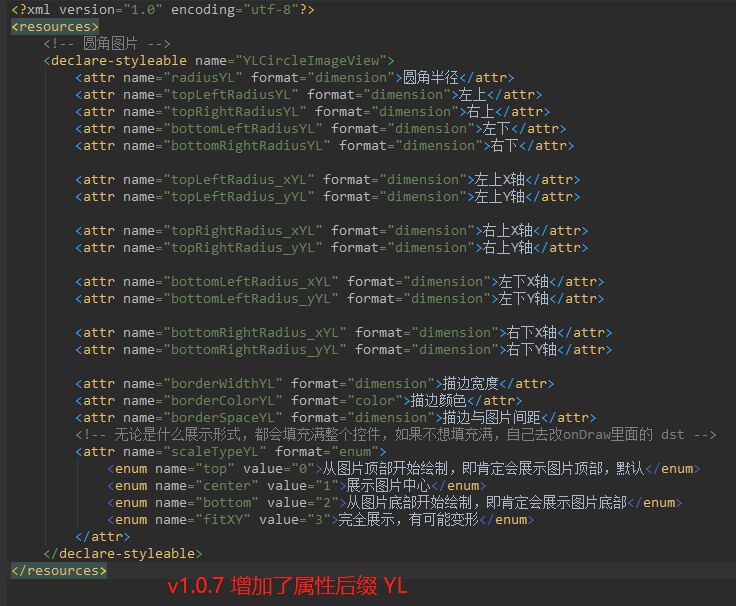 <?xml version="1.0" encoding="utf-8"?>
<resources>
<!-- 圆角图片 -->
<declare-styleable name="YLCircleImageView">
<attr name="radiusYL" format="dimension">圆角半径</attr>
<attr name="topLeftRadiusYL" format="dimension">左上</attr>
<attr name="topRightRadiusYL" format="dimension">右上</attr>
<attr name="bottomLeftRadiusYL" format="dimension">左下</attr>
<attr name="bottomRightRadiusYL" format="dimension">右下</attr>
<attr name="topLeftRadius_xYL" format="dimension">左上X轴</attr>
<attr name="topLeftRadius_yYL" format="dimension">左上Y轴</attr>
<attr name="topRightRadius_xYL" format="dimension">右上X轴</attr>
<attr name="topRightRadius_yYL" format="dimension">右上Y轴</attr>
<attr name="bottomLeftRadius_xYL" format="dimension">左下X轴</attr>
<attr name="bottomLeftRadius_yYL" format="dimension">左下Y轴</attr>
<attr name="bottomRightRadius_xYL" format="dimension">右下X轴</attr>
<attr name="bottomRightRadius_yYL" format="dimension">右下Y轴</attr>
<attr name="borderWidthYL" format="dimension">描边宽度</attr>
<attr name="borderColorYL" format="color">描边颜色</attr>
<attr name="borderSpaceYL" format="dimension">描边与图片间距</attr>
<!-- 无论是什么展示形式，都会填充满整个控件，如果不想填充满，自己去改onDraw里面的 dst -->
<attr name="scaleTypeYL" format="enum">
<enum name="top" value="0">从图片顶部开始绘制，即肯定会展示图片顶部，默认</enum>
<enum name="center" value="1">展示图片中心</enum>
<enum name="bottom" value="2">从图片底部开始绘制，即肯定会展示图片底部</enum>
<enum name="fitXY" value="3">完全展示，有可能变形</enum>
</attr>
</declare-styleable>
</resources>
v1.0.7 增加了属性后缀 YL